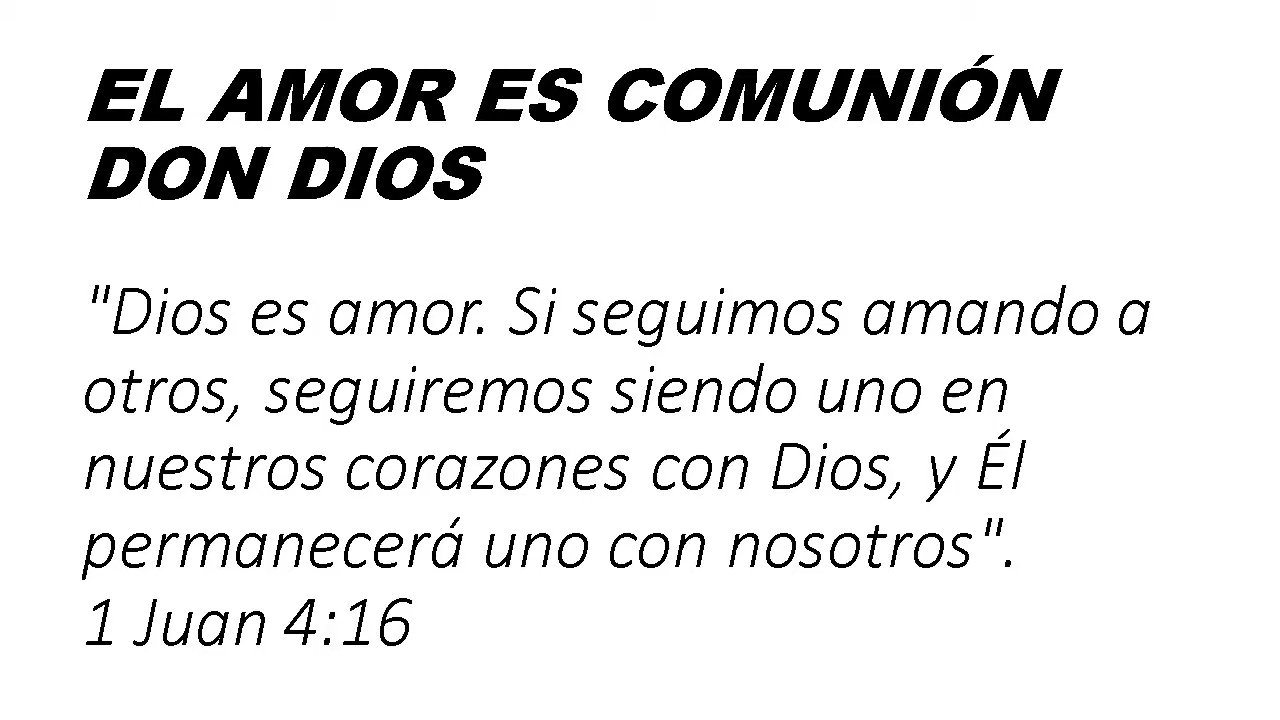 EL AMOR ES COMUNIÓN
DON DIOS
"Dios es amor. Si seguimos amando a
otros, seguiremos siendo uno en
nuestros corazones con Dios, y Él
permanecerá uno con nosotros".
1 Juan 4:16